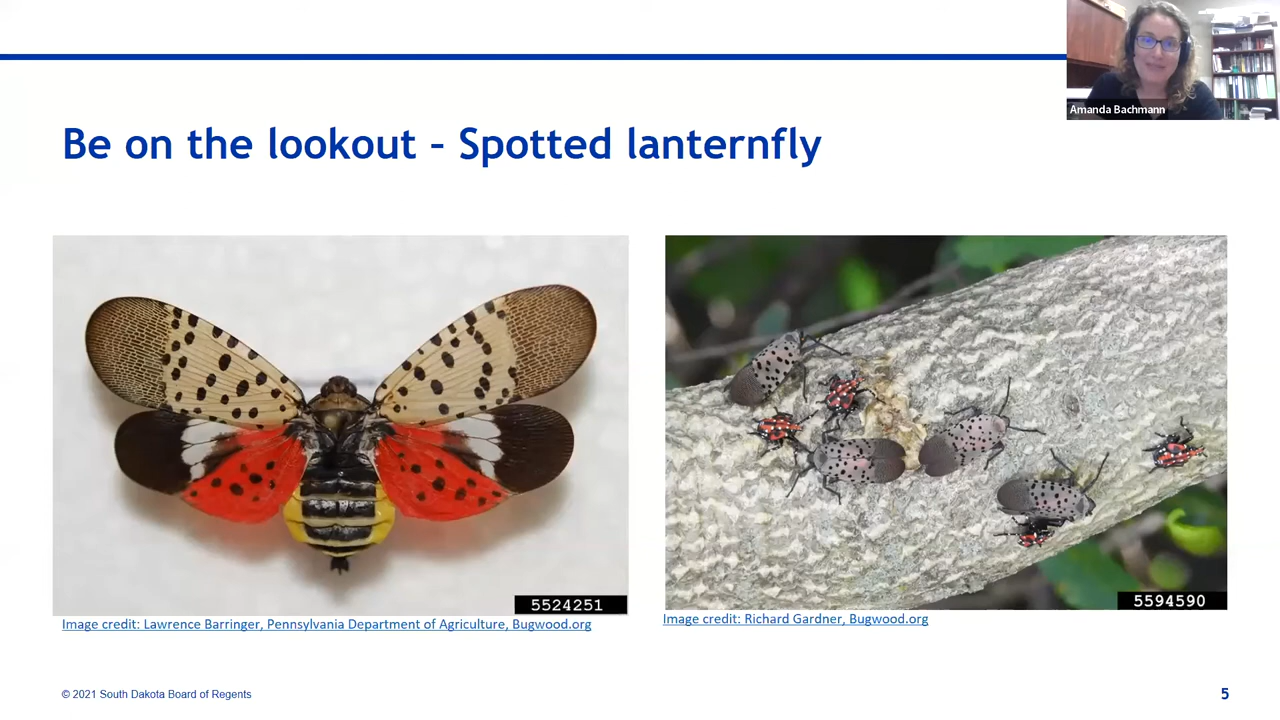 Amanda Bachmann
Be on the lookout – Spotted lanternfly
5524251
5594590
Image credit: Lawrence Barringer, Pennsylvania Department of Agriculture, Bugwood.org
Image credit: Richard Gardner, Bugwood.org
© 2021 South Dakota Board of Regents
5